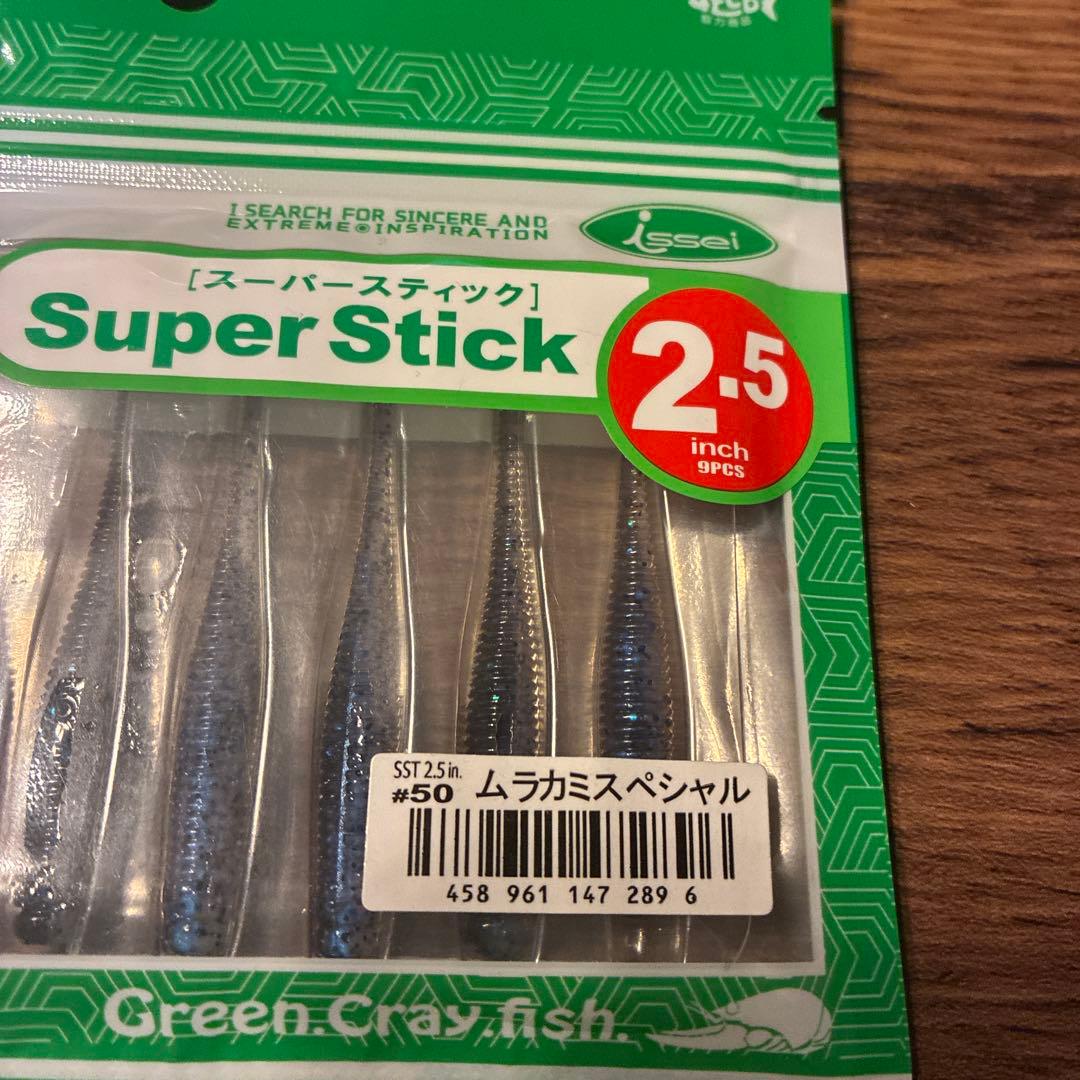 I SEARCH FOR SINCERE AND
EXTREME⦿INSPIRATION
issei
[スーパースティック]
Super Stick
2.5
inch
9PCS
SST 2.5in.
#50 ムラカミスペシャル
458 961 147 289 6
Green.Cray.fish.